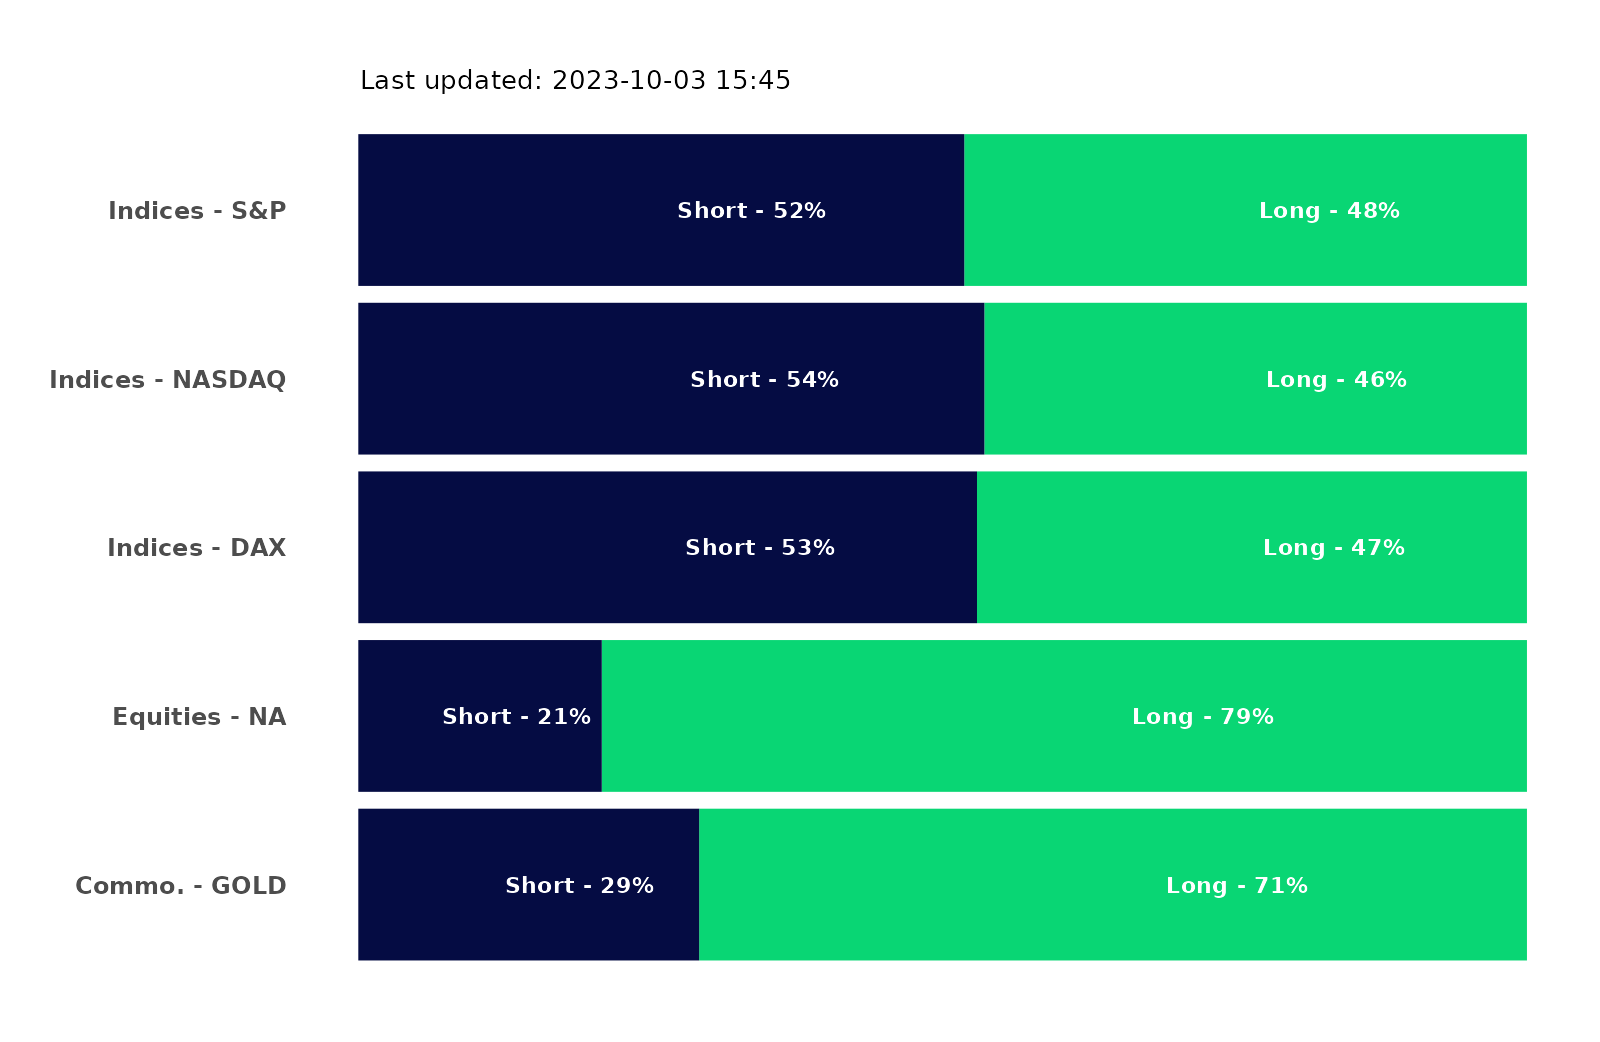 Last updated: 2023-10-03 15:45
Indices - S&P Short - 52% Long - 48%
Indices - NASDAQ Short - 54% Long - 46%
Indices - DAX Short - 53% Long - 47%
Equities - NA Short - 21% Long - 79%
Commo. - GOLD Short - 29% Long - 71%